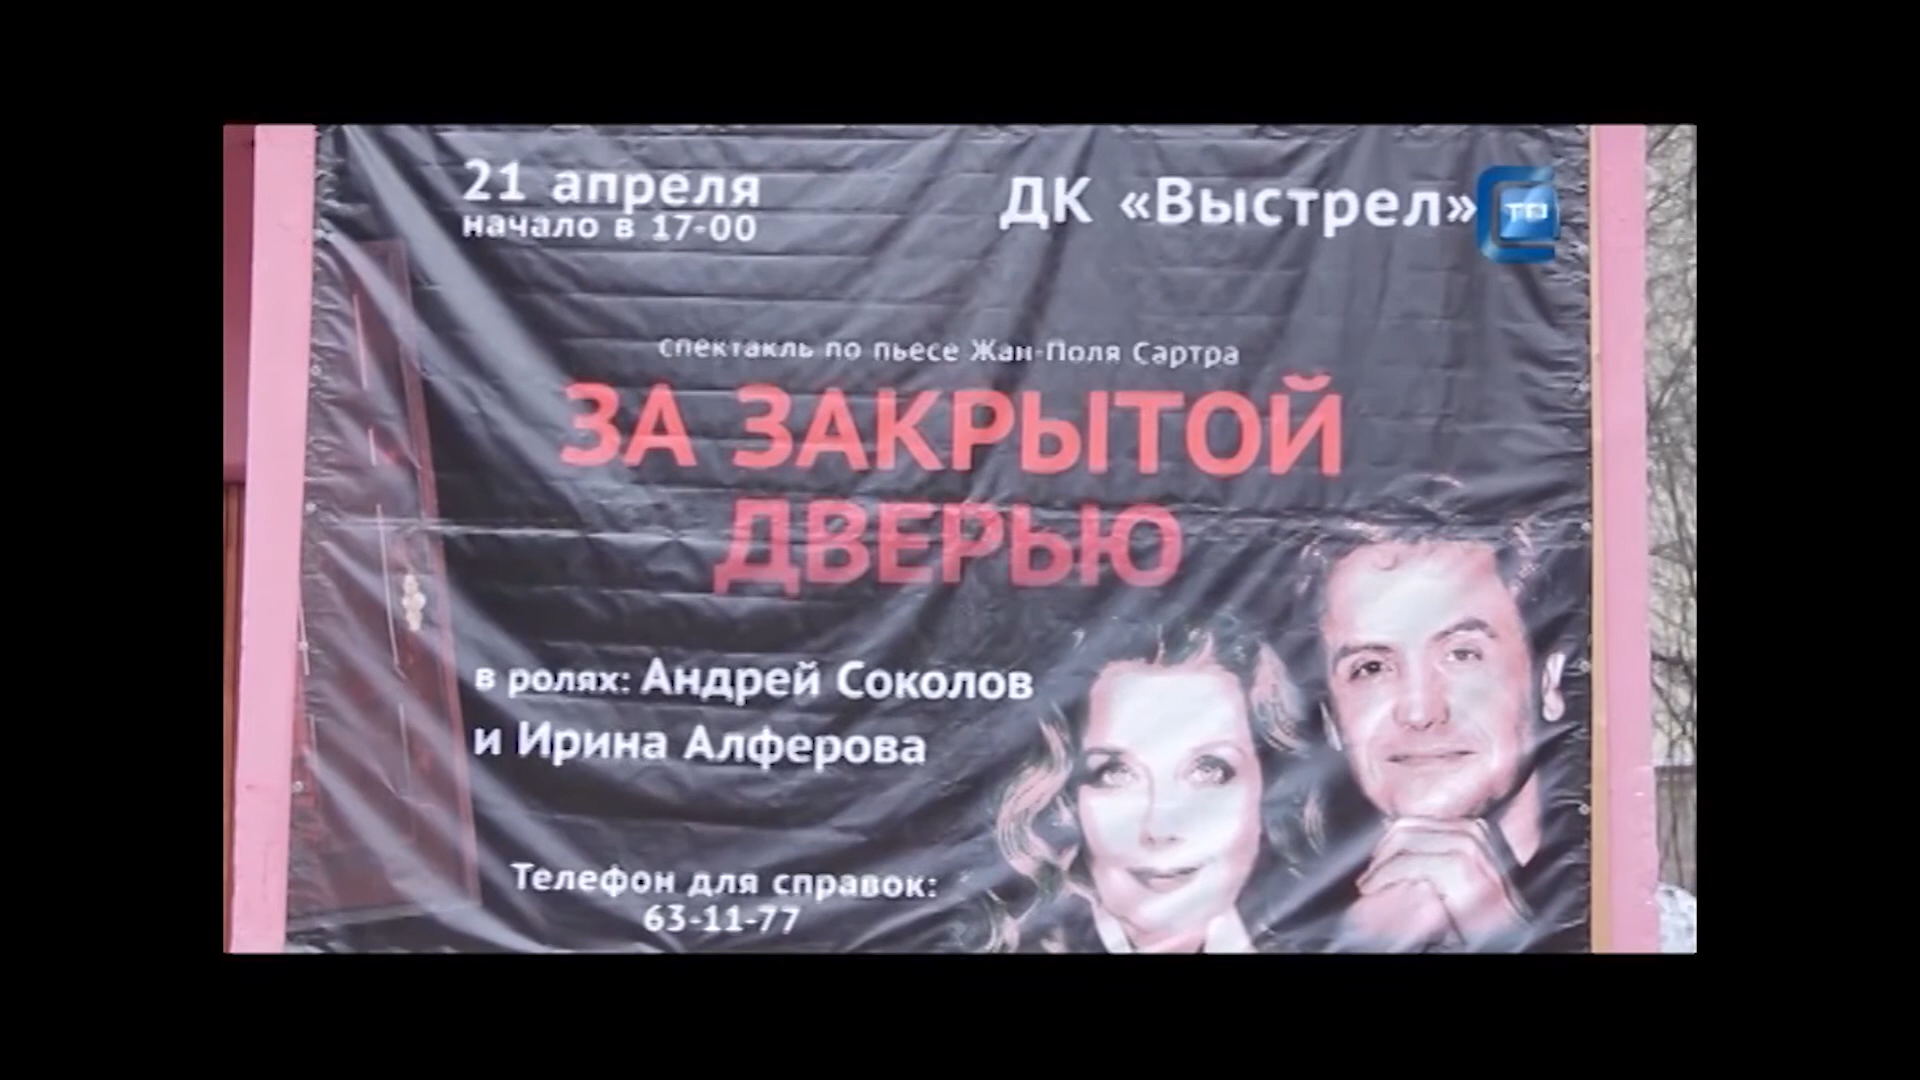 21 апреля
начало в 17-00
ДК «Выстрел»
спектакль по пьесе Жан-Поля Сартра
ЗА ЗАКРЫТОЙ
ДВЕРЬЮ
в ролях: Андрей Соколов
и Ирина Алферова
Телефон для справок:
63-11-77